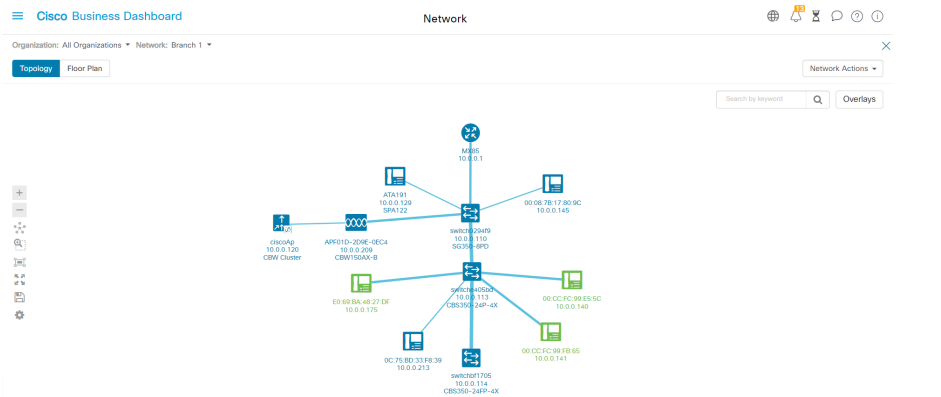 Cisco Business Dashboard
Network
13
Organization: All Organizations Network: Branch 1
Topology Floor Plan
Network Actions
Search by keyword
Overlays
MX85
10.0.0.1
ATA191
10.0.0.129
SPA122
00:08:7B:17:80:9C
10.0.0.145
switch0294f9
10.0.0.110
SG350-8PD
ciscoAp
10.0.0.120
CBW Cluster
APF01D-2D9E-0EC4
10.0.0.209
CBW150AX-B
switche405bd
10.0.0.113
CBS350-24P-4X
E0:69:BA:48:27:DF
10.0.0.175
00:CC:FC:99:E5:5C
10.0.0.140
0C:75:BD:33:F8:39
10.0.0.213
00:CC:FC:99:FB:65
10.0.0.141
switchbf1705
10.0.0.114
CBS350-24FP-4X